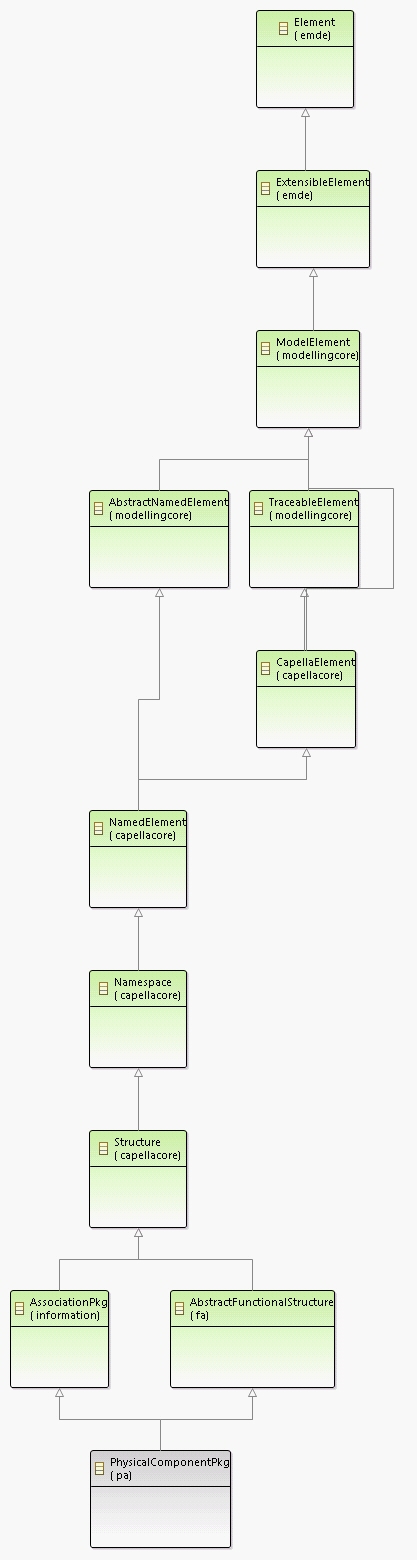 Element
( emde)
ExtensibleElement
( emde)
ModelElement
( modellingcore)
AbstractNamedElement
( modellingcore)
TraceableElement
( modellingcore)
CapellaElement
( capellacore)
NamedElement
( capellacore)
Namespace
( capellacore)
Structure
( capellacore)
AssociationPkg
( information)
AbstractFunctionalStructure
( fa)
PhysicalComponentPkg
( pa)